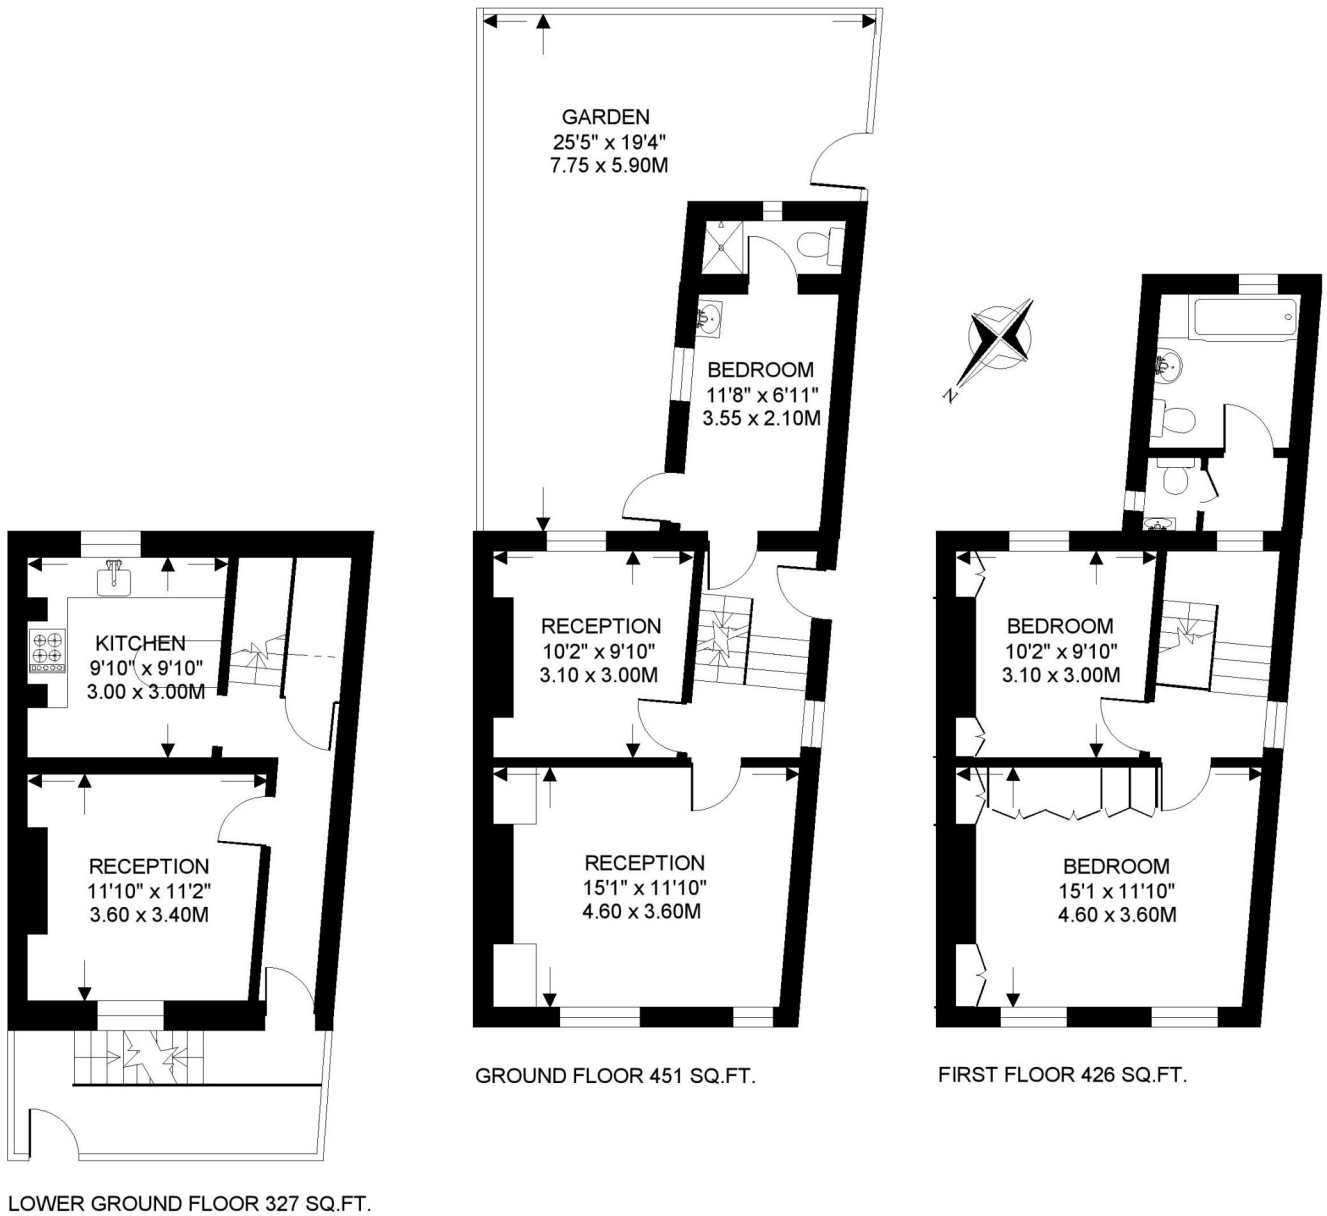 GARDEN
25'5" x 19'4"
7.75 x 5.90M
BEDROOM
11'8" x 6'11"
3.55 x 2.10M
N
KITCHEN
9'10" x 9'10"
3.00 x 3.00M
RECEPTION
10'2" x 9'10"
3.10 x 3.00M
BEDROOM
10'2" x 9'10"
3.10 x 3.00M
RECEPTION
11'10" x 11'2"
3.60 x 3.40M
RECEPTION
15'1" x 11'10"
4.60 x 3.60M
BEDROOM
15'1 x 11'10"
4.60 x 3.60M
GROUND FLOOR 451 SQ.FT.
FIRST FLOOR 426 SQ.FT.
LOWER GROUND FLOOR 327 SQ.FT.